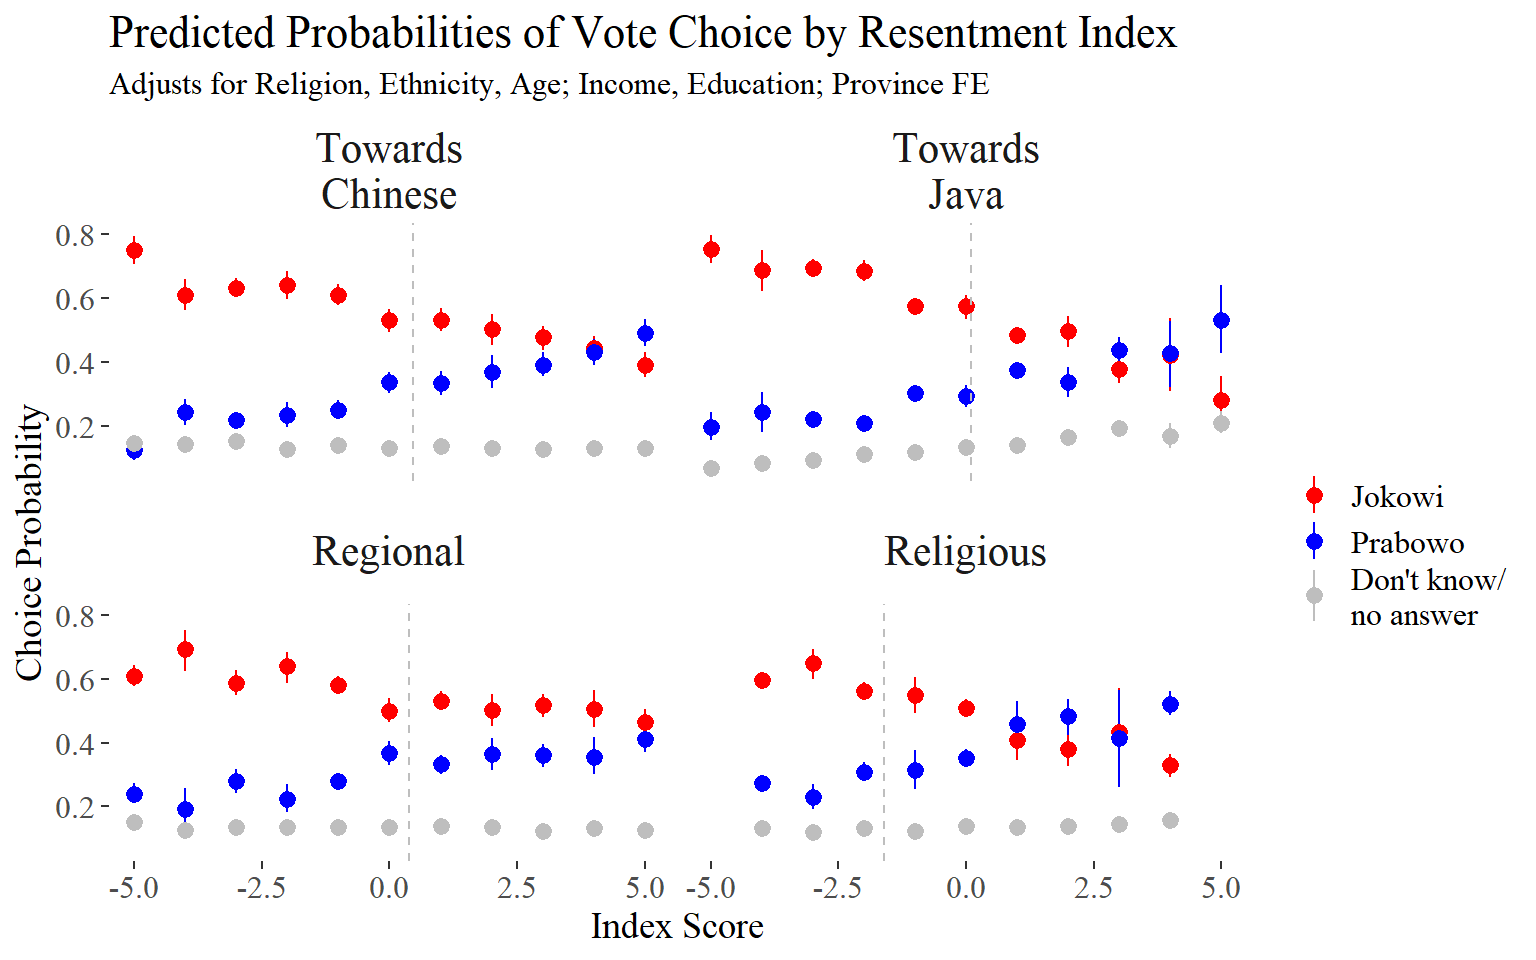 Predicted Probabilities of Vote Choice by Resentment Index
Adjusts for Religion, Ethnicity, Age; Income, Education; Province FE
Towards
Chinese
Towards
Java
0.8
0.6
0.4
0.2
Regional
Religious
0.8
0.6
0.4
0.2
-5.0 -2.5 0.0 2.5 5.0 -5.0 -2.5 0.0 2.5 5.0
Index Score
Choice Probability
Jokowi
Prabowo
Don't know/
no answer